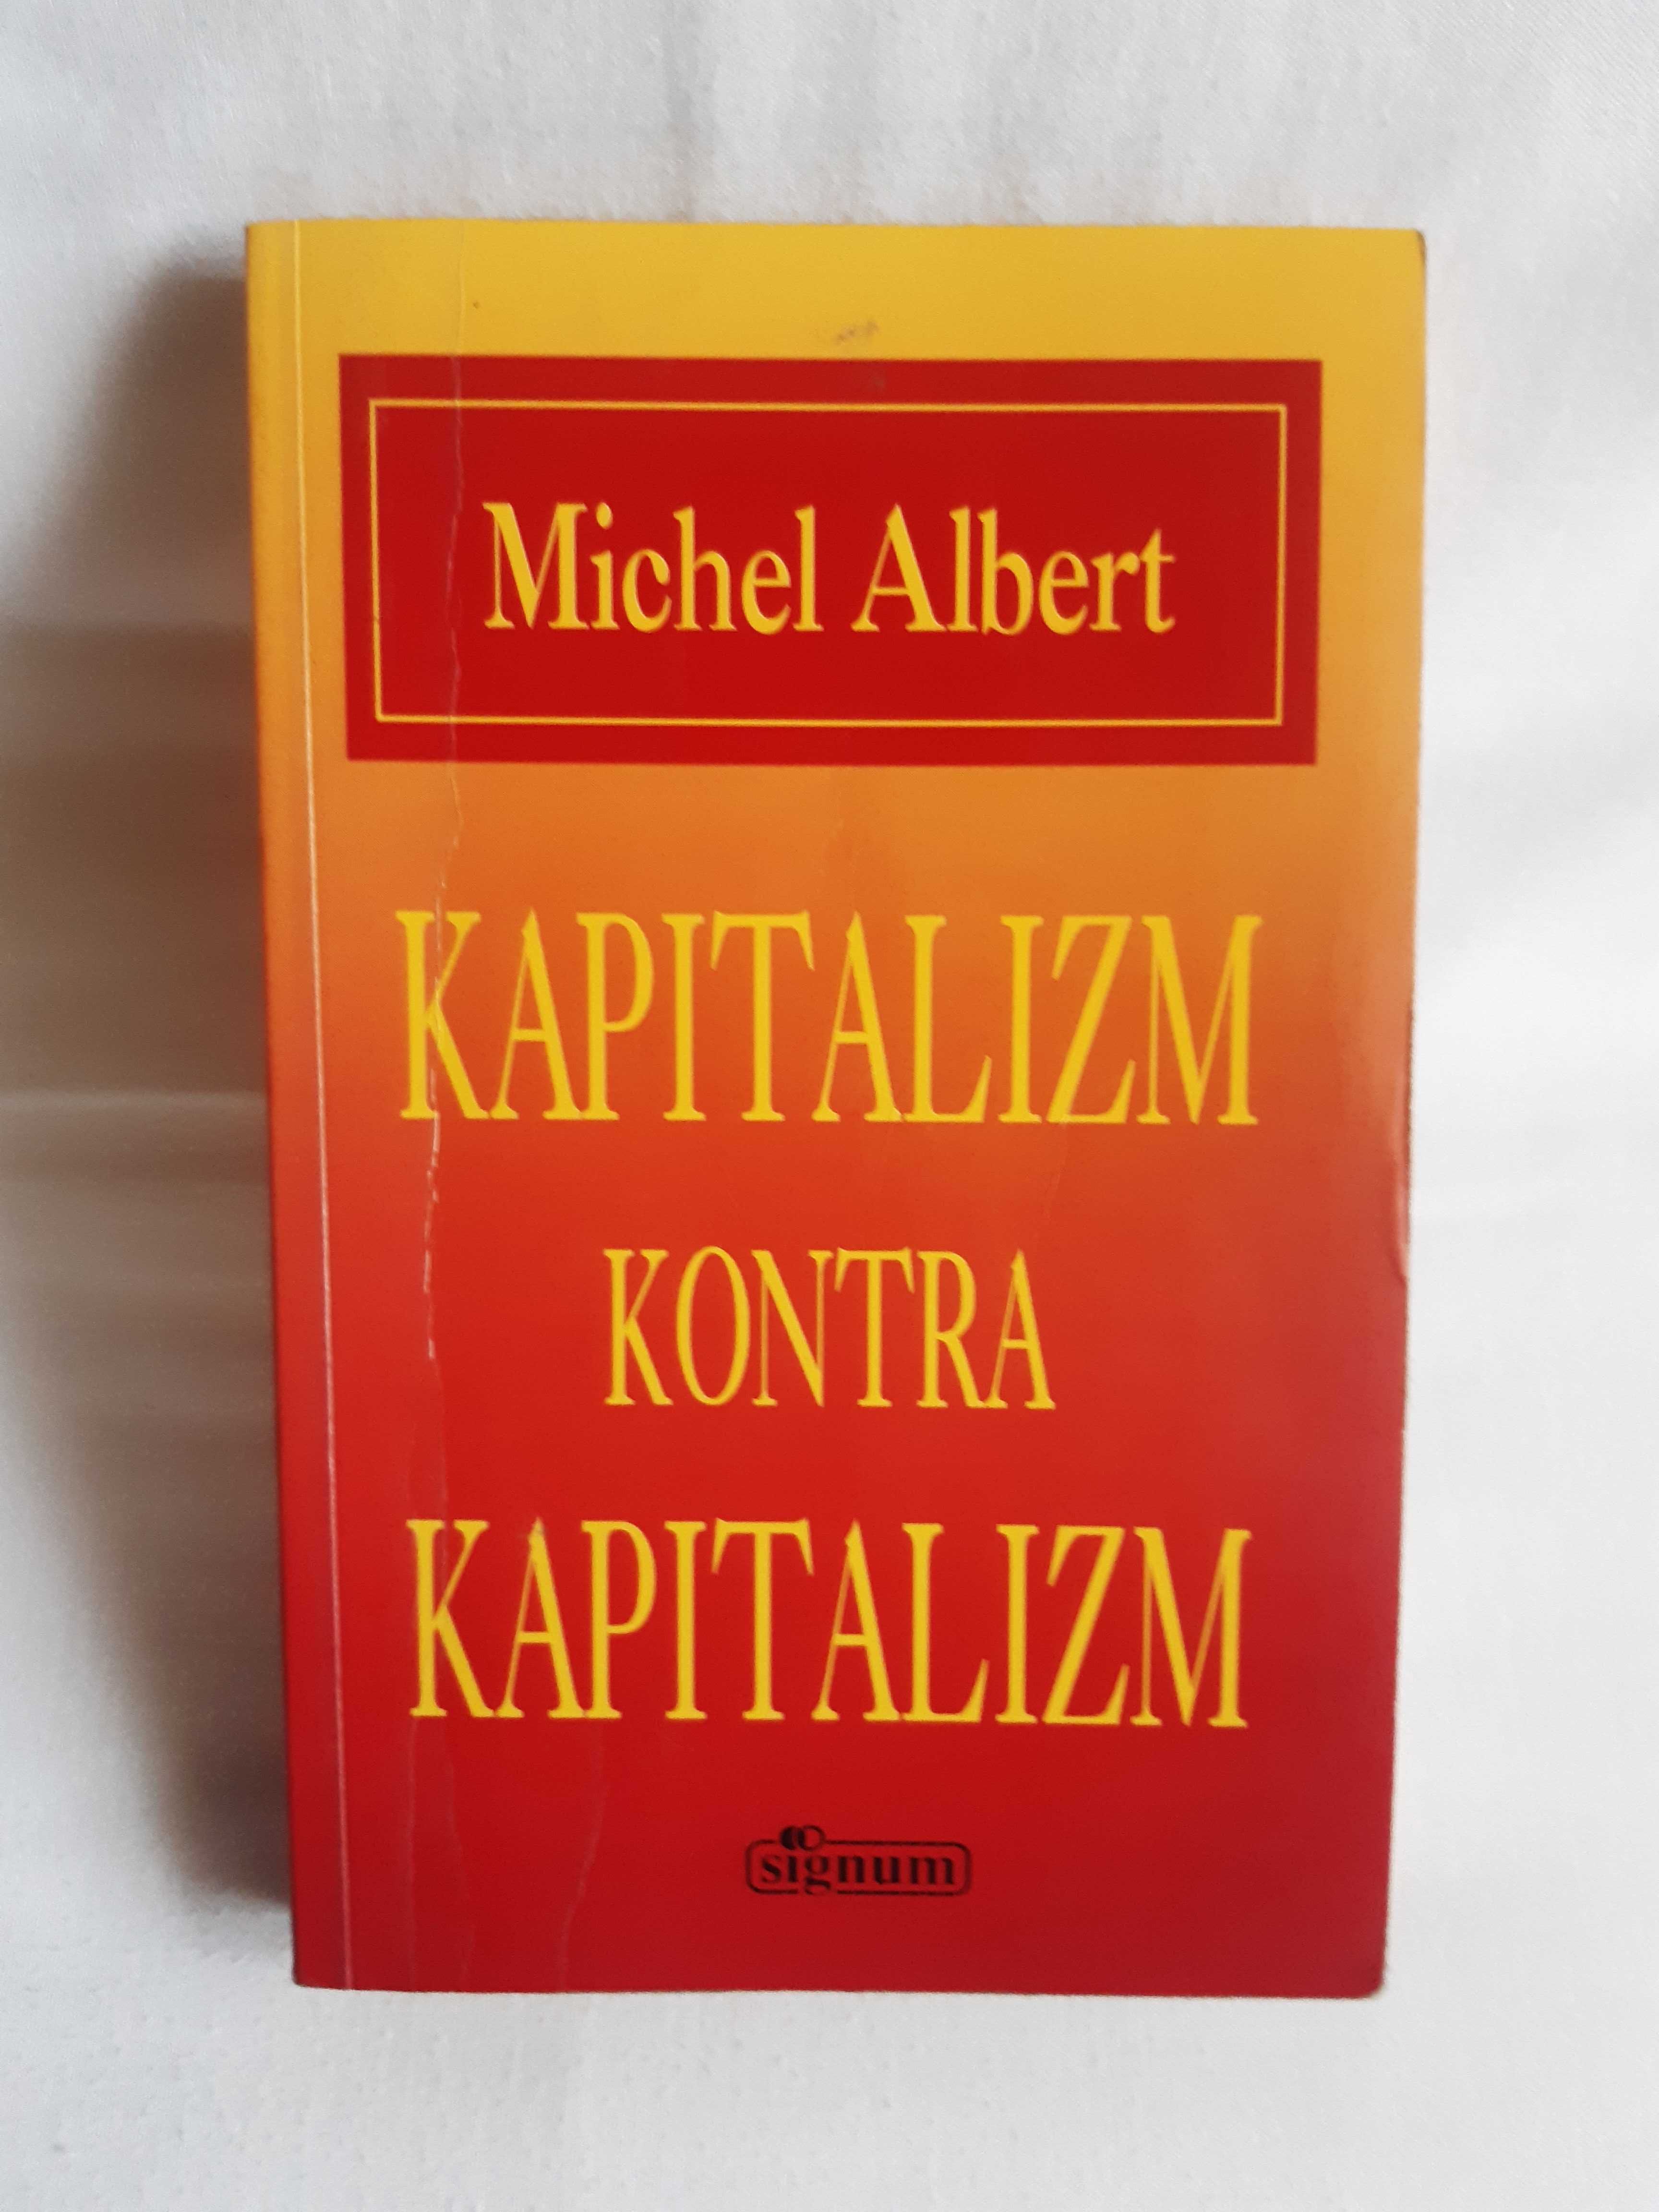 Michel Albert
KAPITALIZM
KONTRA
KAPITALIZM
signum